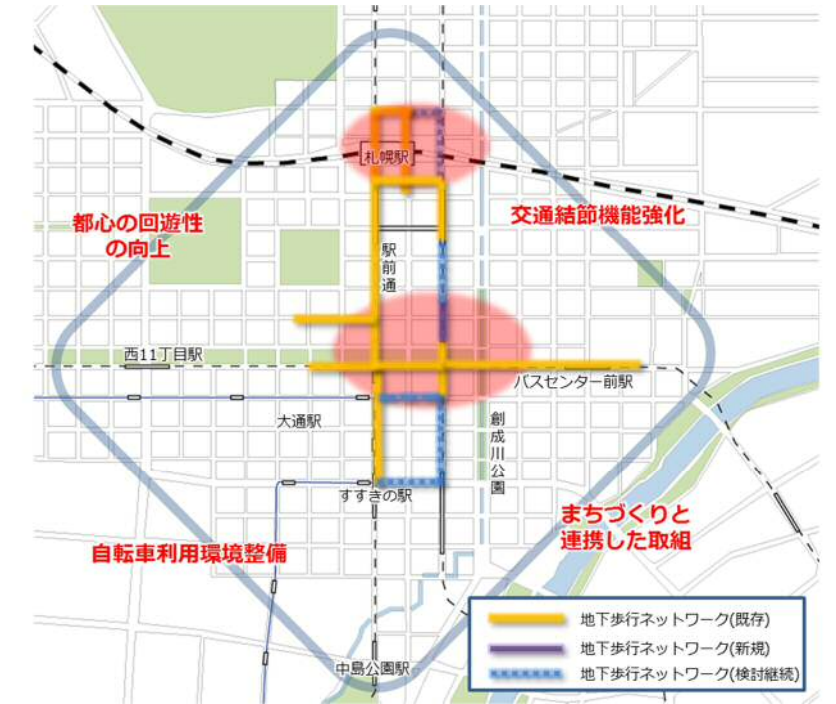 札幌駅
都心の回遊性
の向上
交通結節機能強化
駅前通
西11丁目駅
バスセンター前駅
大通駅
創成川公園
すすきの駅
まちづくりと
連携した取組
自転車利用環境整備
地下歩行ネットワーク(既存)
地下歩行ネットワーク(新規)
地下歩行ネットワーク(検討継続)
中島公園駅